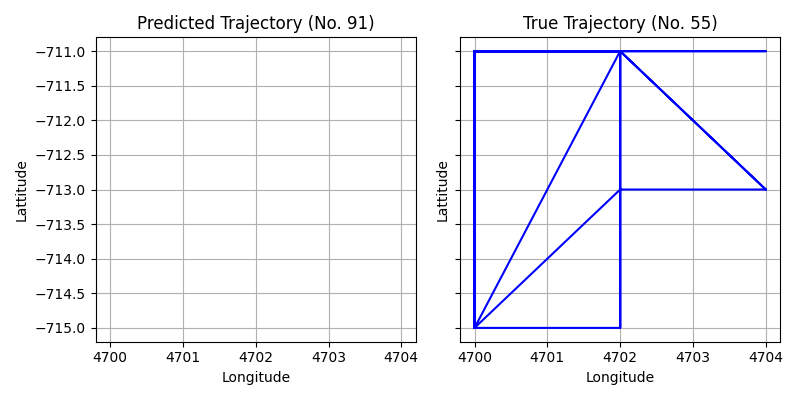 Predicted Trajectory (No. 91)
−711.0
−711.5
−712.0
−712.5
−713.0
−713.5
−714.0
−714.5
−715.0
Lattitude
4700 4701 4702 4703 4704
Longitude
True Trajectory (No. 55)
Lattitude
4700 4701 4702 4703 4704
Longitude